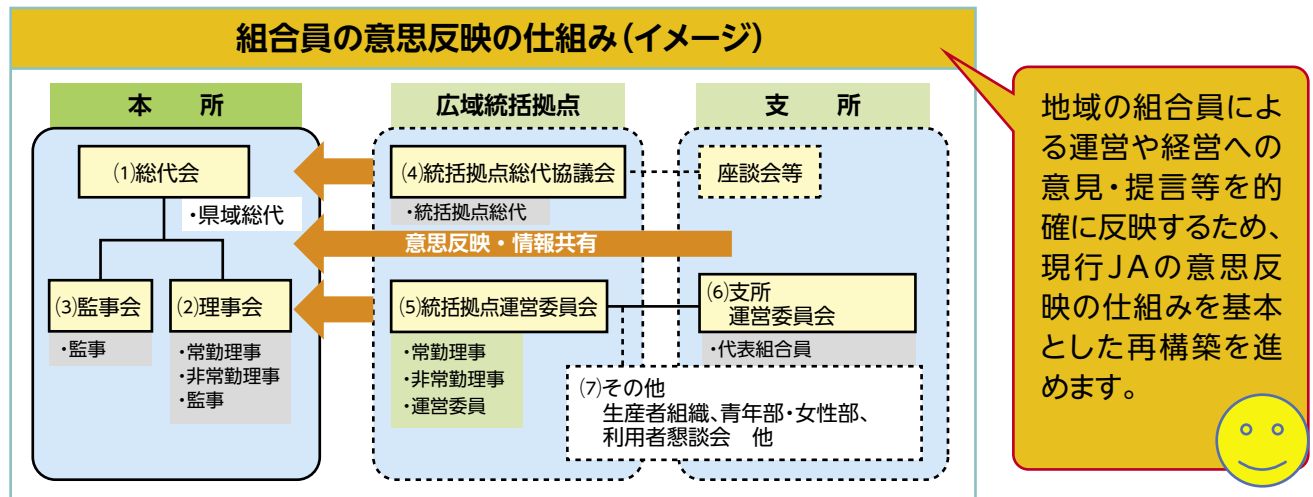 組合員の意思反映の仕組み(イメージ)
本　所
(1)総代会
・県域総代
(3)監事会
・監事
(2)理事会
・常勤理事
・非常勤理事
・監事
広域統括拠点
(4)統括拠点総代協議会
・統括拠点総代
意思反映・情報共有
(5)統括拠点運営委員会
・常勤理事
・非常勤理事
・運営委員
支　所
座談会等
(6)支所
運営委員会
・代表組合員
(7)その他
生産者組織、青年部・女性部、
利用者懇談会　他
地域の組合員によ
る運営や経営への
意見・提言等を的
確に反映するため、
現行JAの意思反
映の仕組みを基本
とした再構築を進
めます。